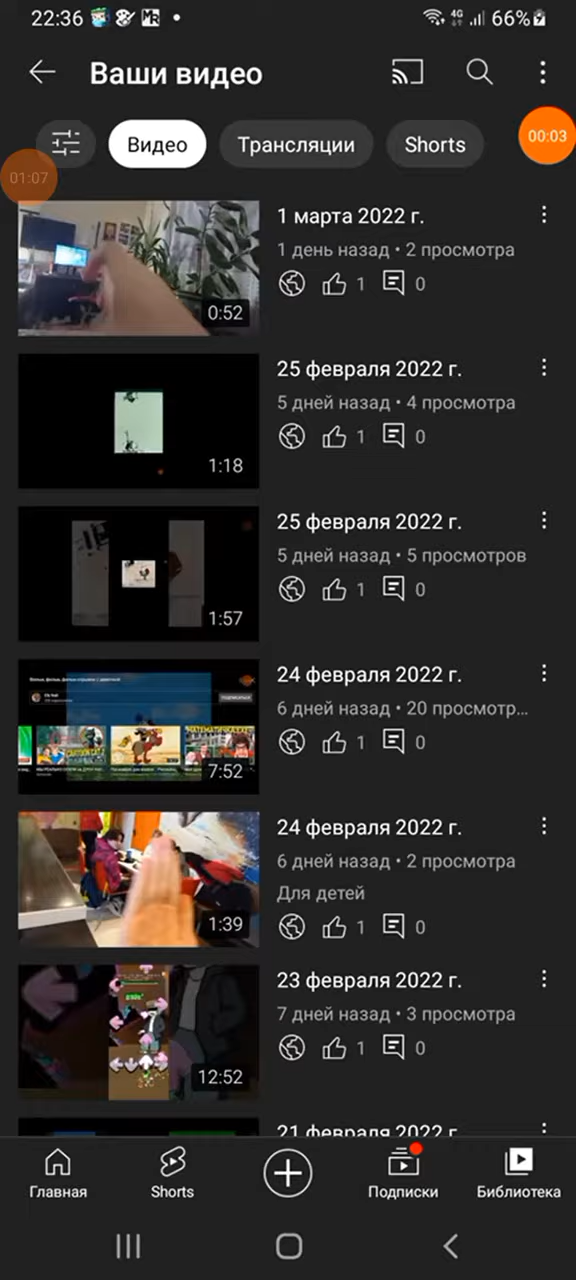 22:36 4G 66%
Ваши видео
Видео Трансляции Shorts 00:03
01:07
1 марта 2022 г.
1 день назад • 2 просмотра
1 0
0:52
25 февраля 2022 г.
5 дней назад • 4 просмотра
1 0
1:18
25 февраля 2022 г.
5 дней назад • 5 просмотров
1 0
1:57
24 февраля 2022 г.
6 дней назад • 20 просмотр...
1 0
7:52
24 февраля 2022 г.
6 дней назад • 2 просмотра
Для детей
1 0
1:39
23 февраля 2022 г.
7 дней назад • 3 просмотра
1 0
12:52
21 февраля 2022 г.
Главная Shorts Подписки Библиотека